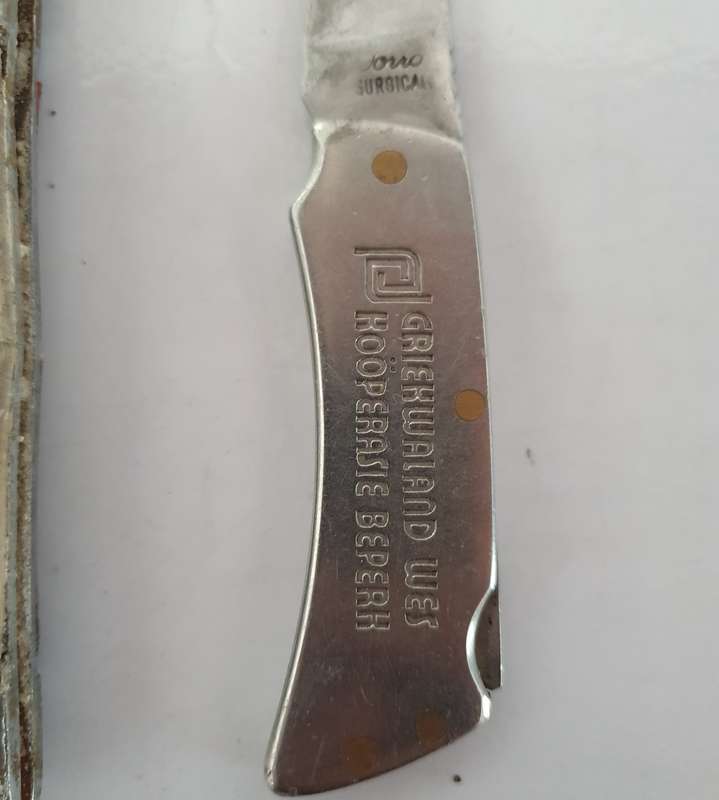 SURGICAL
GRIEKWALAND WES
KOÖPERASIE BEPERK